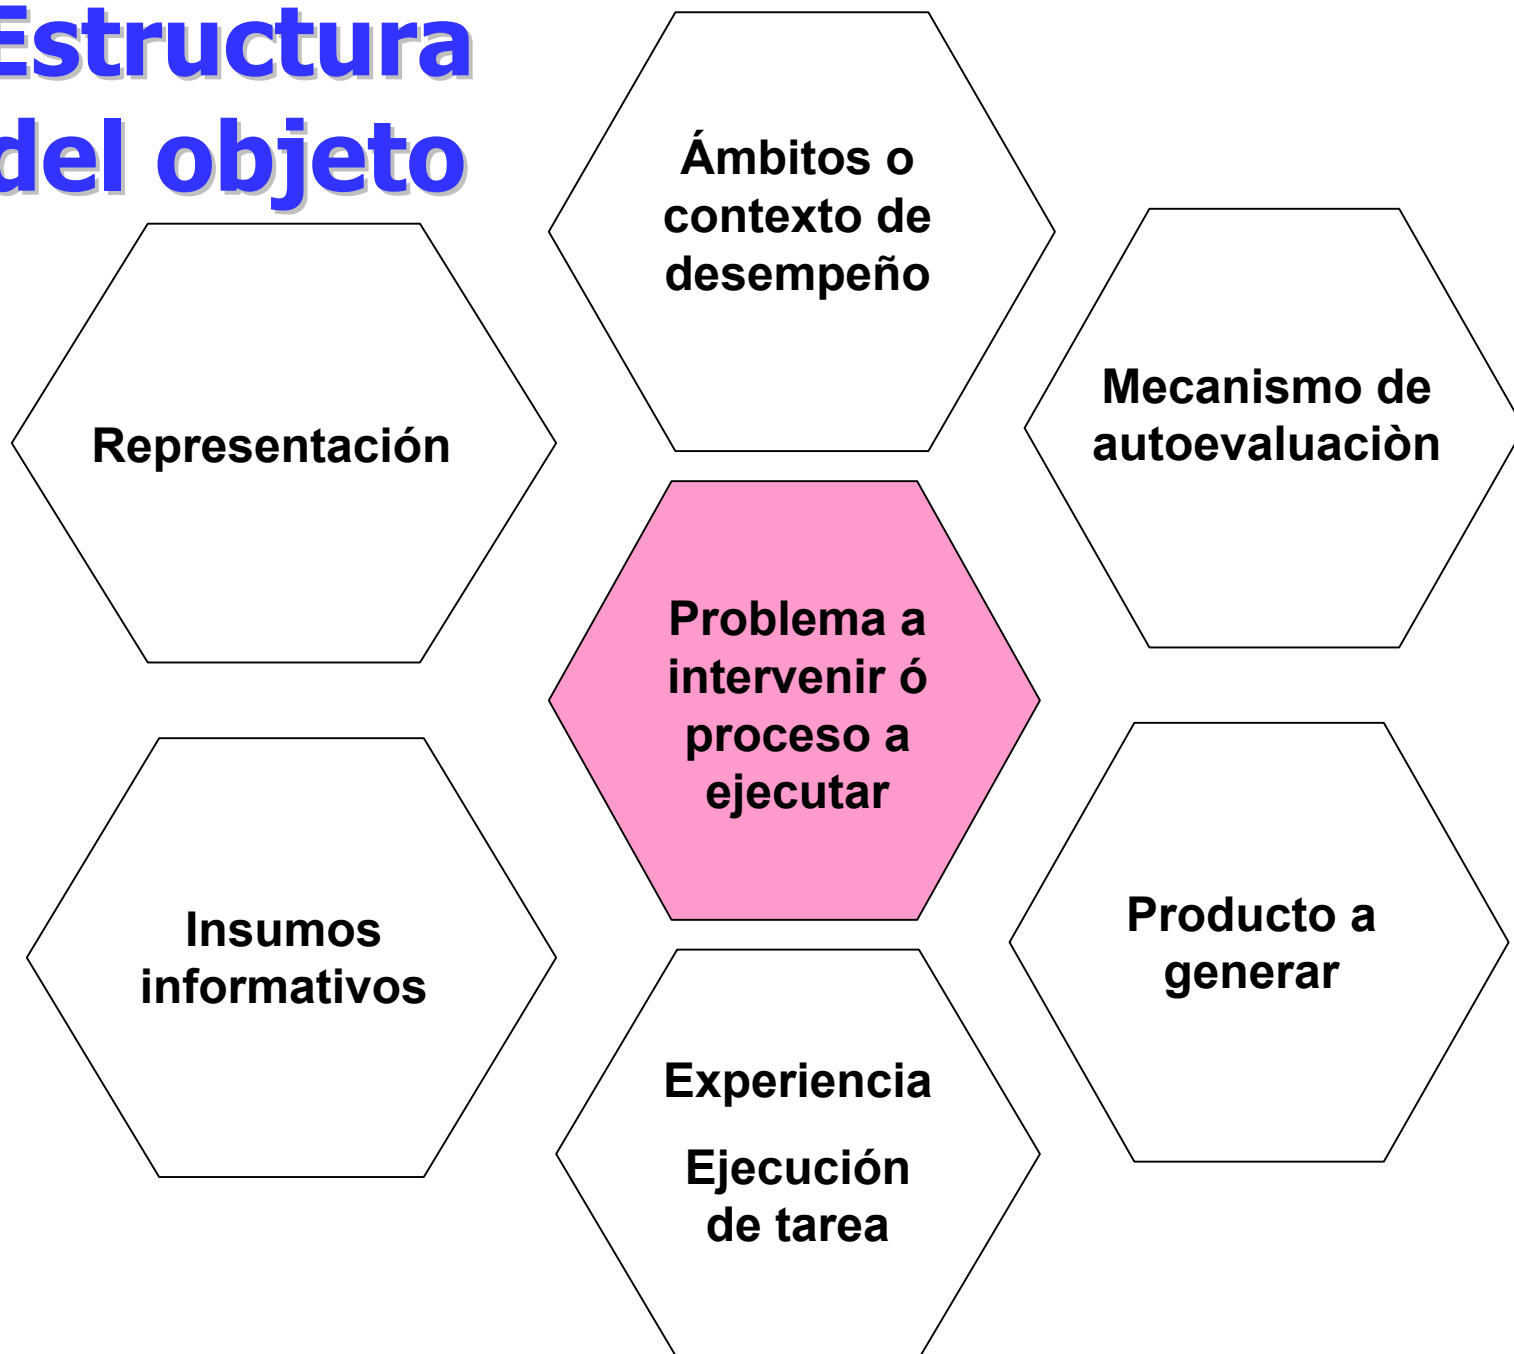 Estructura
del objeto
Ámbitos o
contexto de
desempeño
Representación
Mecanismo de
autoevaluaciòn
Problema a
intervenir ó
proceso a
ejecutar
Insumos
informativos
Producto a
generar
Experiencia
Ejecución
de tarea